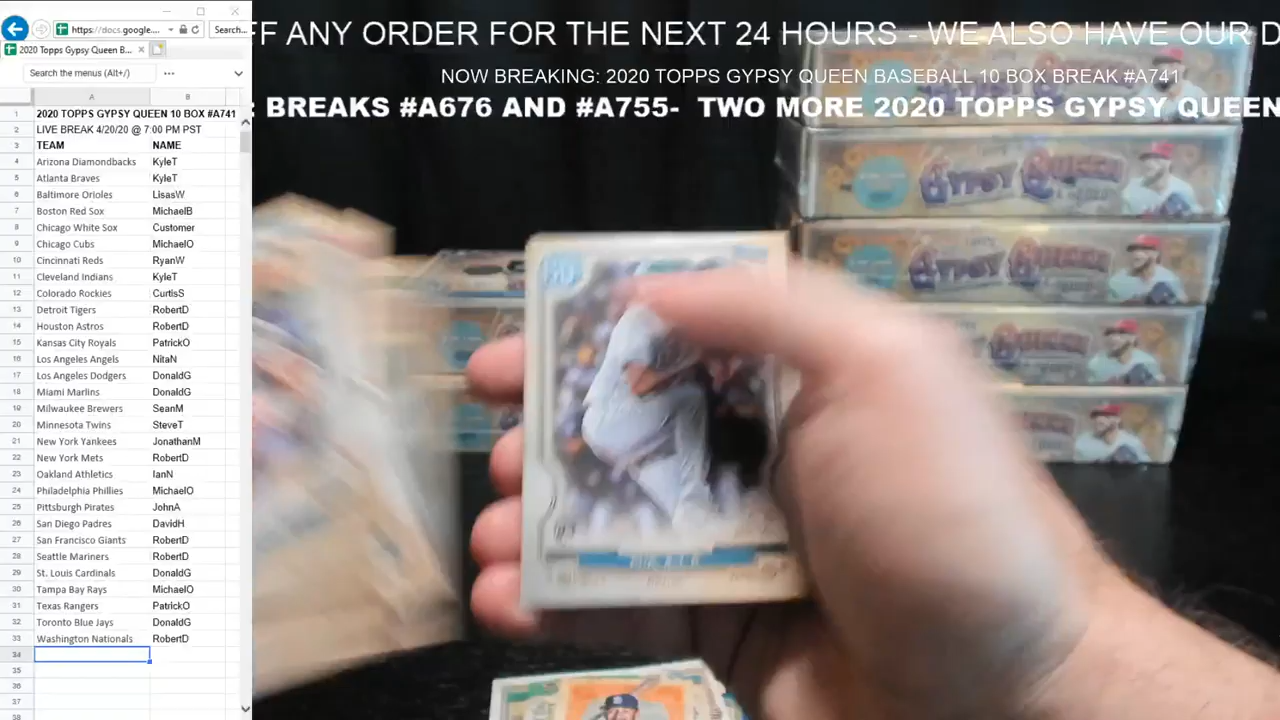 https://docs.google....
Search...
2020 Topps Gypsy Queen B...
Search the menus (Alt+/)
A B
1 2020 TOPPS GYPSY QUEEN 10 BOX #A741
2 LIVE BREAK 4/20/20 @ 7:00 PM PST
3 TEAM NAME
4 Arizona Diamondbacks KyleT
5 Atlanta Braves KyleT
6 Baltimore Orioles LisasW
7 Boston Red Sox MichaelB
8 Chicago White Sox Customer
9 Chicago Cubs MichaelO
10 Cincinnati Reds RyanW
11 Cleveland Indians KyleT
12 Colorado Rockies CurtisS
13 Detroit Tigers RobertD
14 Houston Astros RobertD
15 Kansas City Royals PatrickO
16 Los Angeles Angels NitaN
17 Los Angeles Dodgers DonaldG
18 Miami Marlins DonaldG
19 Milwaukee Brewers SeanM
20 Minnesota Twins SteveT
21 New York Yankees JonathanM
22 New York Mets RobertD
23 Oakland Athletics IanN
24 Philadelphia Phillies MichaelO
25 Pittsburgh Pirates JohnA
26 San Diego Padres DavidH
27 San Francisco Giants RobertD
28 Seattle Mariners RobertD
29 St. Louis Cardinals DonaldG
30 Tampa Bay Rays MichaelO
31 Texas Rangers PatrickO
32 Toronto Blue Jays DonaldG
33 Washington Nationals RobertD
34
35
36
37
38
FF ANY ORDER FOR THE NEXT 24 HOURS - WE ALSO HAVE OUR D
NOW BREAKING: 2020 TOPPS GYPSY QUEEN BASEBALL 10 BOX BREAK #A741
: BREAKS #A676 AND #A755- TWO MORE 2020 TOPPS GYPSY QUEEN
GYPSY QUEEN
GYPSY QUEEN
GYPSY QUEEN